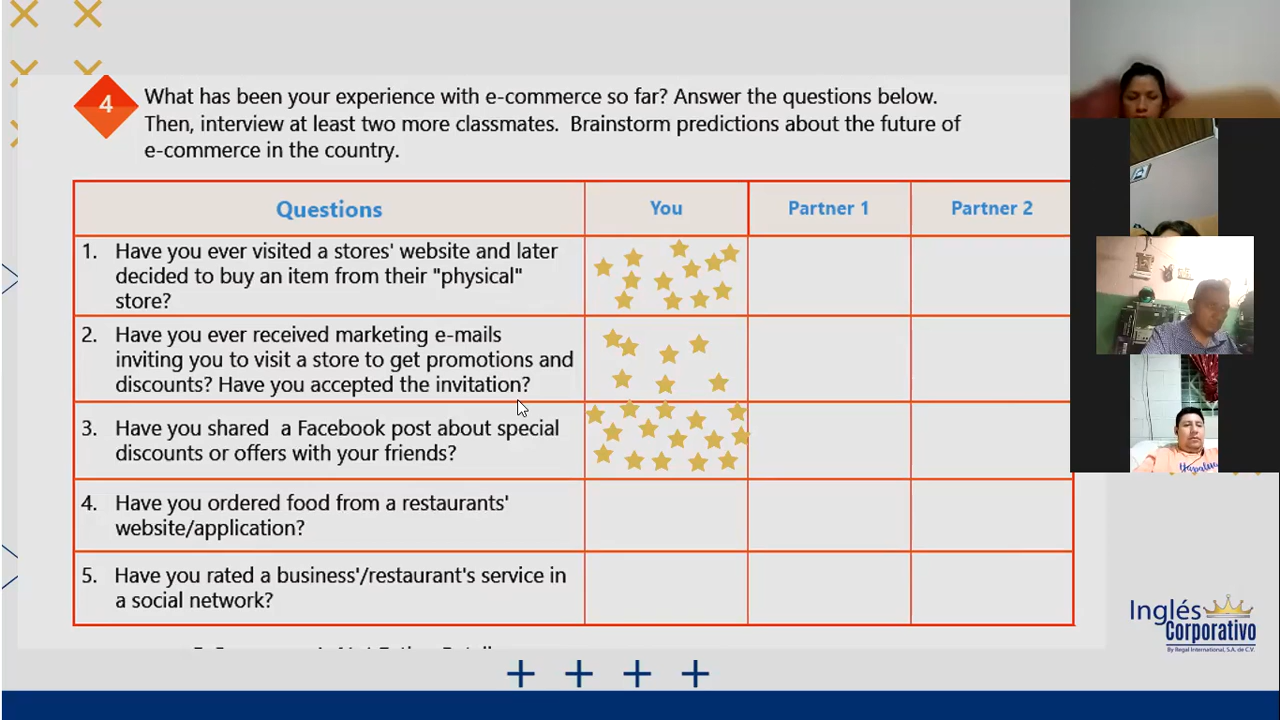 4
What has been your experience with e-commerce so far? Answer the questions below.
Then, interview at least two more classmates.  Brainstorm predictions about the future of
e-commerce in the country.
Questions
You
Partner 1
Partner 2
1. Have you ever visited a stores' website and later
decided to buy an item from their "physical"
store?
2. Have you ever received marketing e-mails
inviting you to visit a store to get promotions and
discounts? Have you accepted the invitation?
3. Have you shared  a Facebook post about special
discounts or offers with your friends?
4. Have you ordered food from a restaurants'
website/application?
5. Have you rated a business'/restaurant's service in
a social network?
Inglés
Corporativo
By Regal International, S.A. de C.V.